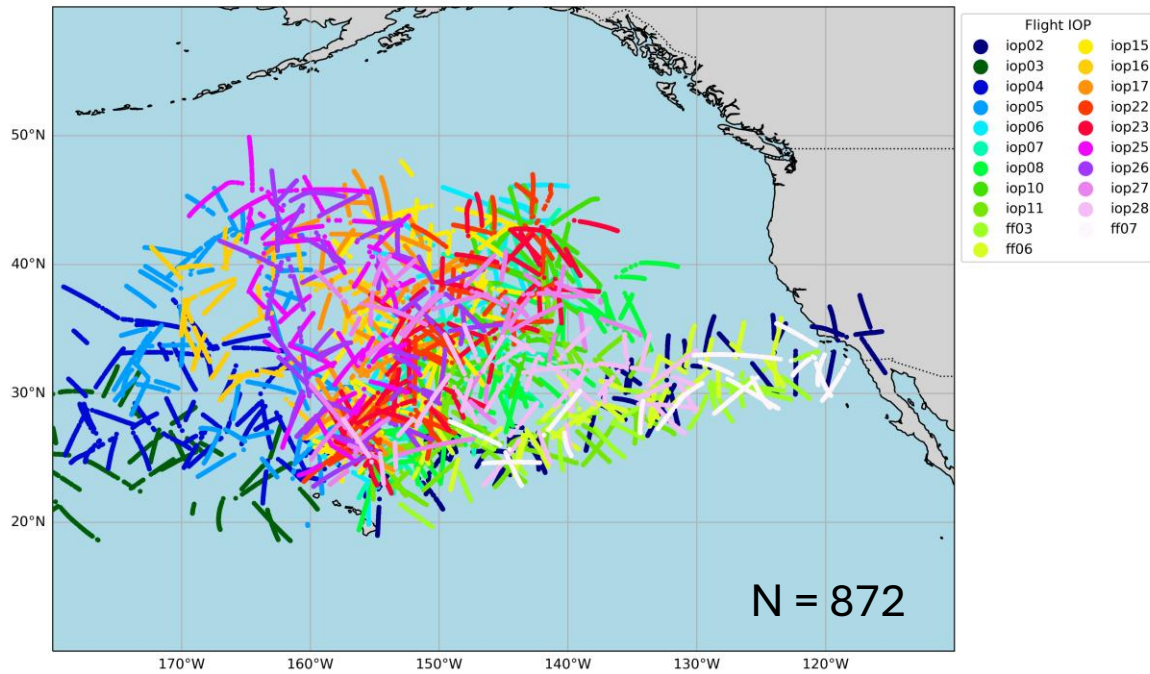 Flight IOP
iop02
iop03
iop04
iop05
iop06
iop07
iop08
iop10
iop11
ff03
ff06
iop15
iop16
iop17
iop22
iop23
iop25
iop26
iop27
iop28
ff07
50°N
40°N
30°N
20°N
N = 872
170°W
160°W
150°W
140°W
130°W
120°W